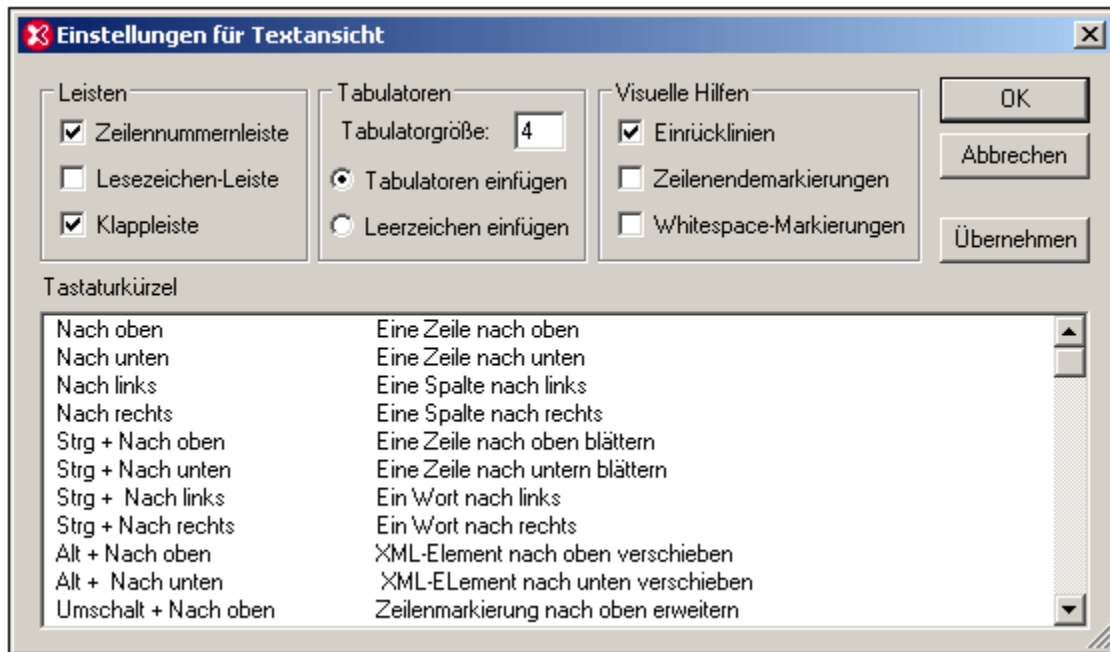 Einstellungen für Textansicht
Leisten
Zeilennummernleiste
Lesezeichen-Leiste
Klappleiste
Tabulatoren
Tabulatorgröße: 4
Tabulatoren einfügen
Leerzeichen einfügen
Visuelle Hilfen
Einrücklinien
Zeilenendemarkierungen
Whitespace-Markierungen
OK
Abbrechen
Übernehmen
Tastaturkürzel
Nach oben Eine Zeile nach oben
Nach unten Eine Zeile nach unten
Nach links Eine Spalte nach links
Nach rechts Eine Spalte nach rechts
Strg + Nach oben Eine Zeile nach oben blättern
Strg + Nach unten Eine Zeile nach untern blättern
Strg + Nach links Ein Wort nach links
Strg + Nach rechts Ein Wort nach rechts
Alt + Nach oben XML-Element nach oben verschieben
Alt + Nach unten XML-ELement nach unten verschieben
Umschalt + Nach oben Zeilenmarkierung nach oben erweitern